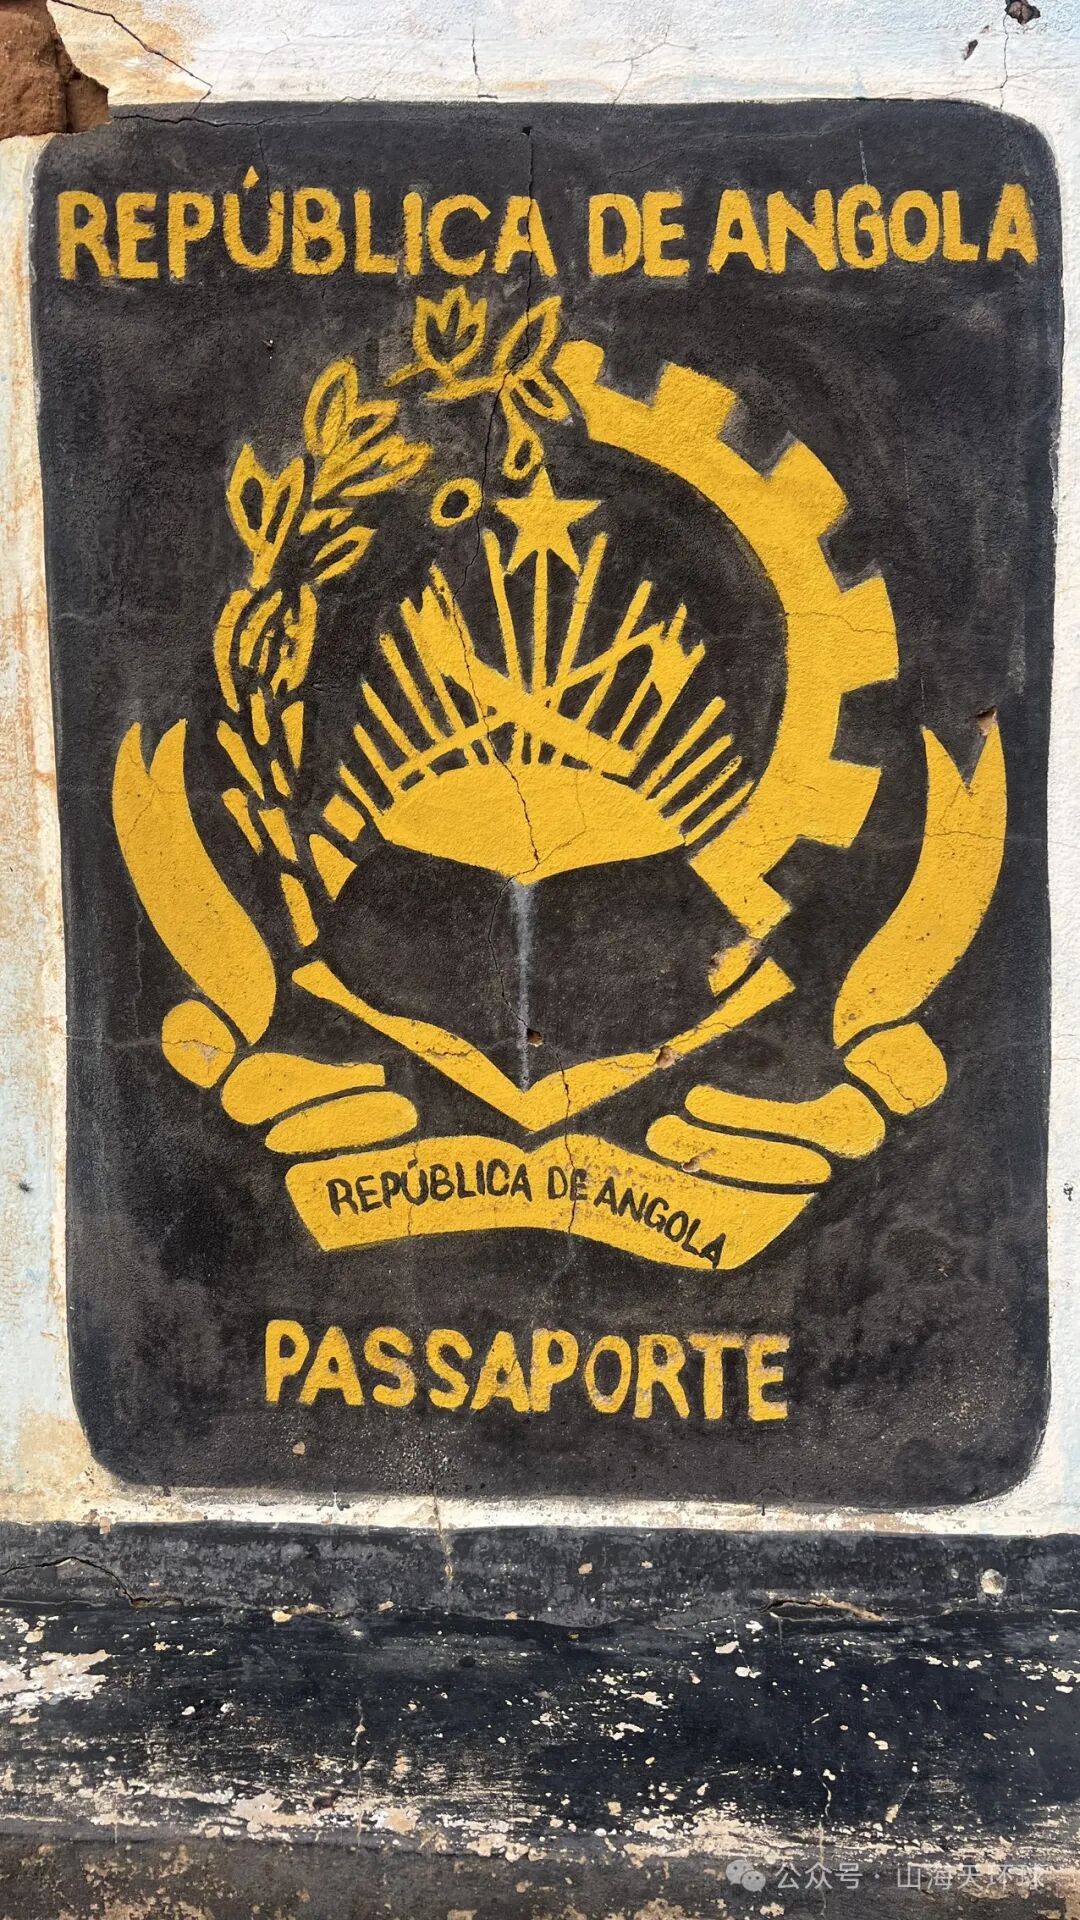 REPÚBLICA DE ANGOLA
REPÚBLICA DE ANGOLA
PASSAPORTE
公众号 · 山海天环球